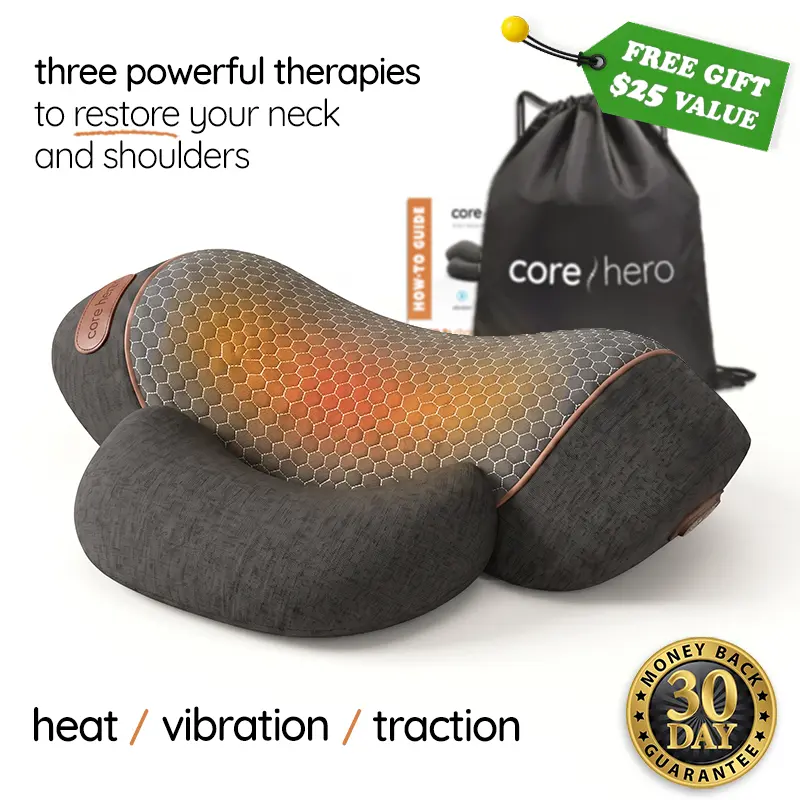 three powerful therapies
to restore your neck
and shoulders
FREE GIFT
$25 VALUE
HOW-TO GUIDE
core
core / hero
core hero
heat / vibration / traction
MONEY BACK
30
DAY
GUARANTEE